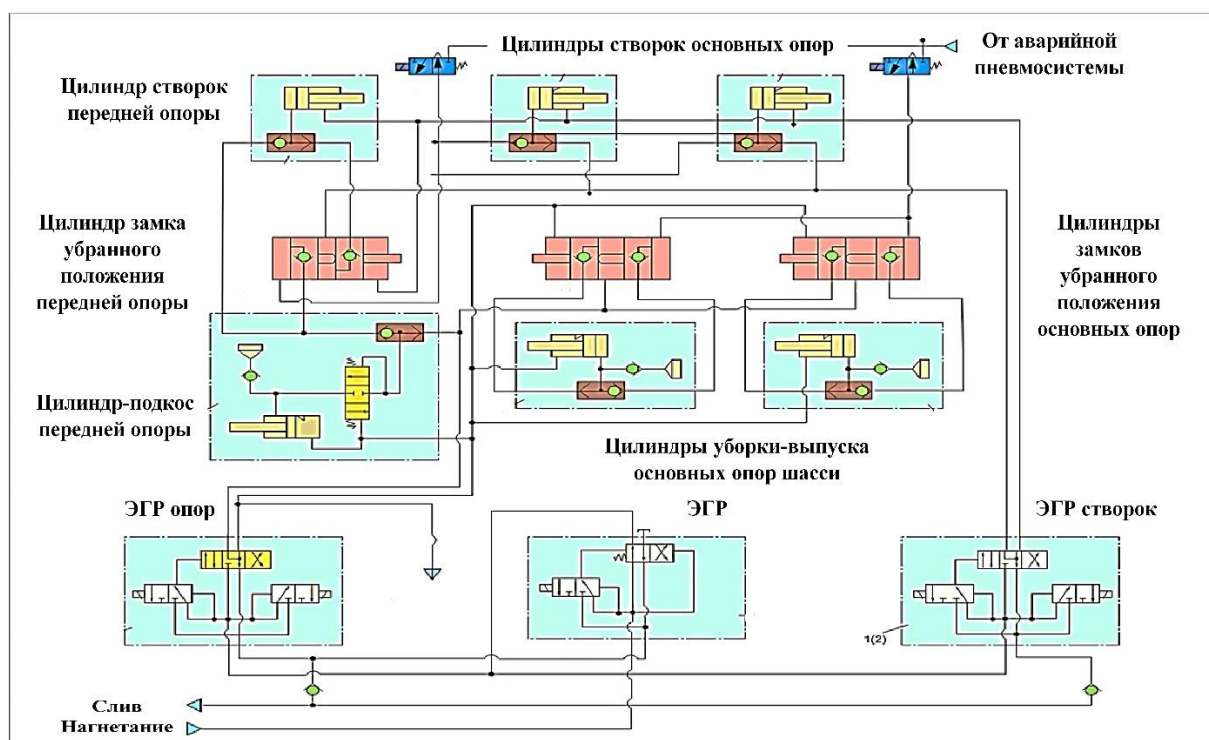 Цилиндры створок основных опор
От аварийной
пневмосистемы
Цилиндр створок
передней опоры
Цилиндр замка
убранного
положения
передней опоры
Цилиндры
замков
убранного
положения
основных опор
Цилиндр-подкос
передней опоры
Цилиндры уборки-выпуска
основных опор шасси
ЭГР опор
ЭГР
ЭГР створок
1(2)
Слив
Нагнетание